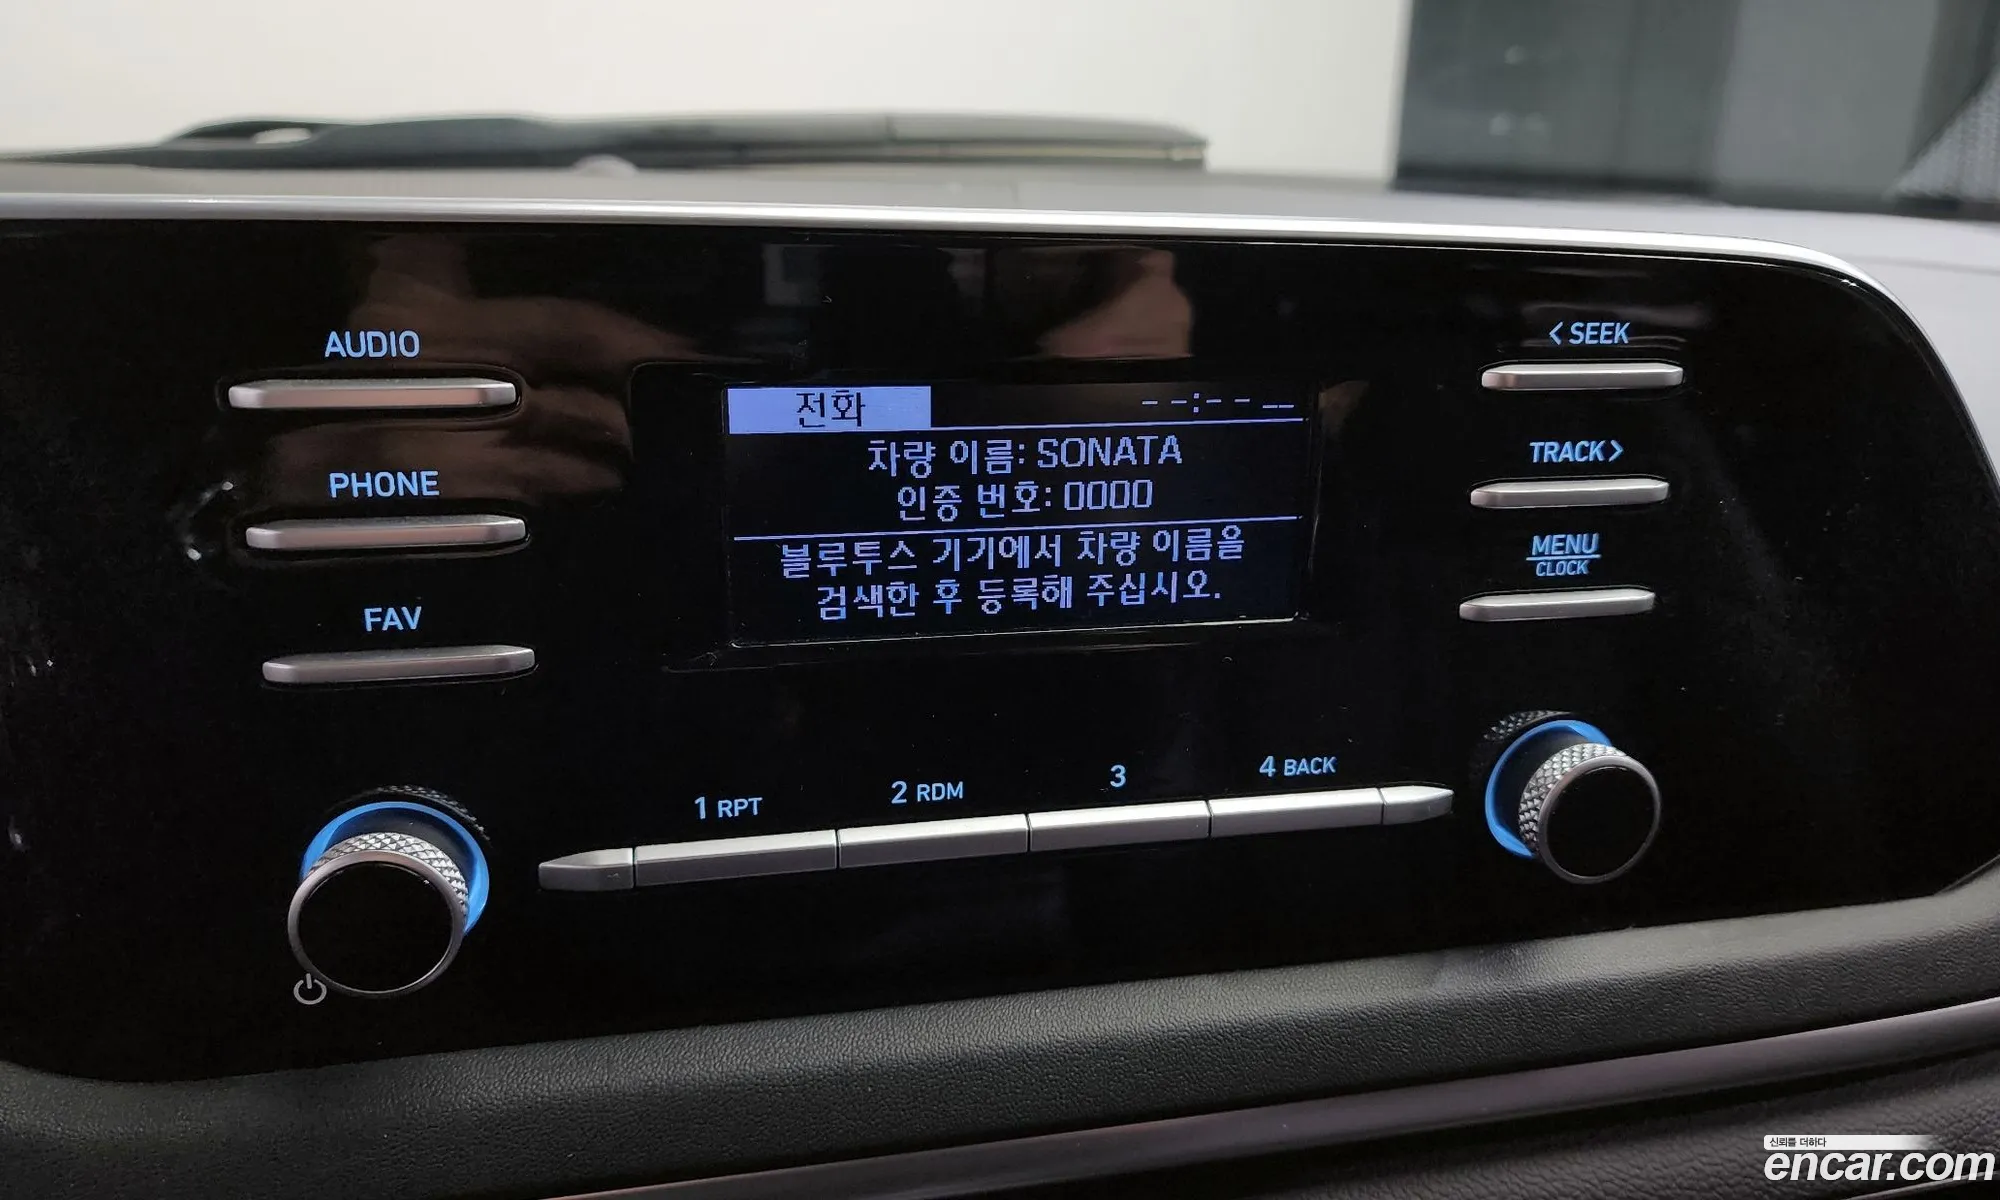 AUDIO
PHONE
FAV
전화
--:-- __
차량 이름: SONATA
인증 번호: 0000
블루투스 기기에서 차량 이름을
검색한 후 등록해 주십시오.
< SEEK
TRACK >
MENU
CLOCK
1 RPT
2 RDM
3
4 BACK
신뢰를 더하다
encar.com